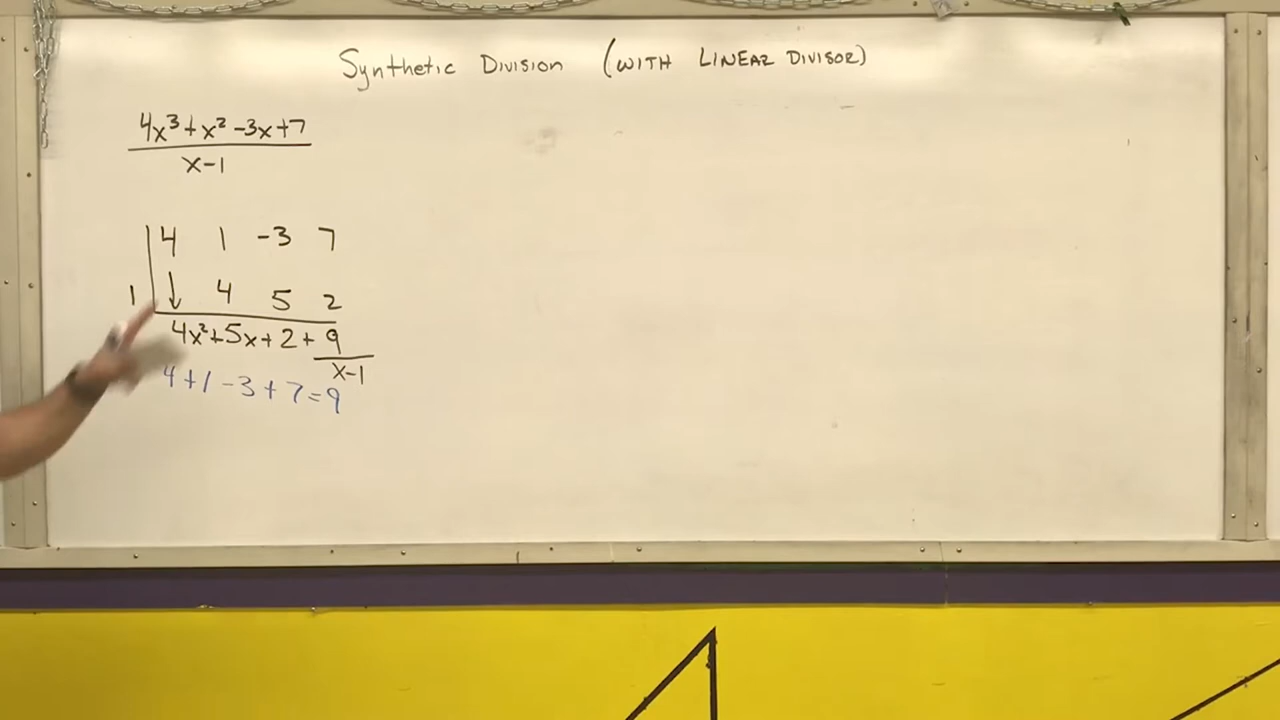 Synthetic Division (WITH LINEAR DIVISOR)
4x³+x²-3x+7
x-1
4 1 -3 7
1 ↓ 4 5 2
4x²+5x+2+9
x-1
4+1-3+7=9